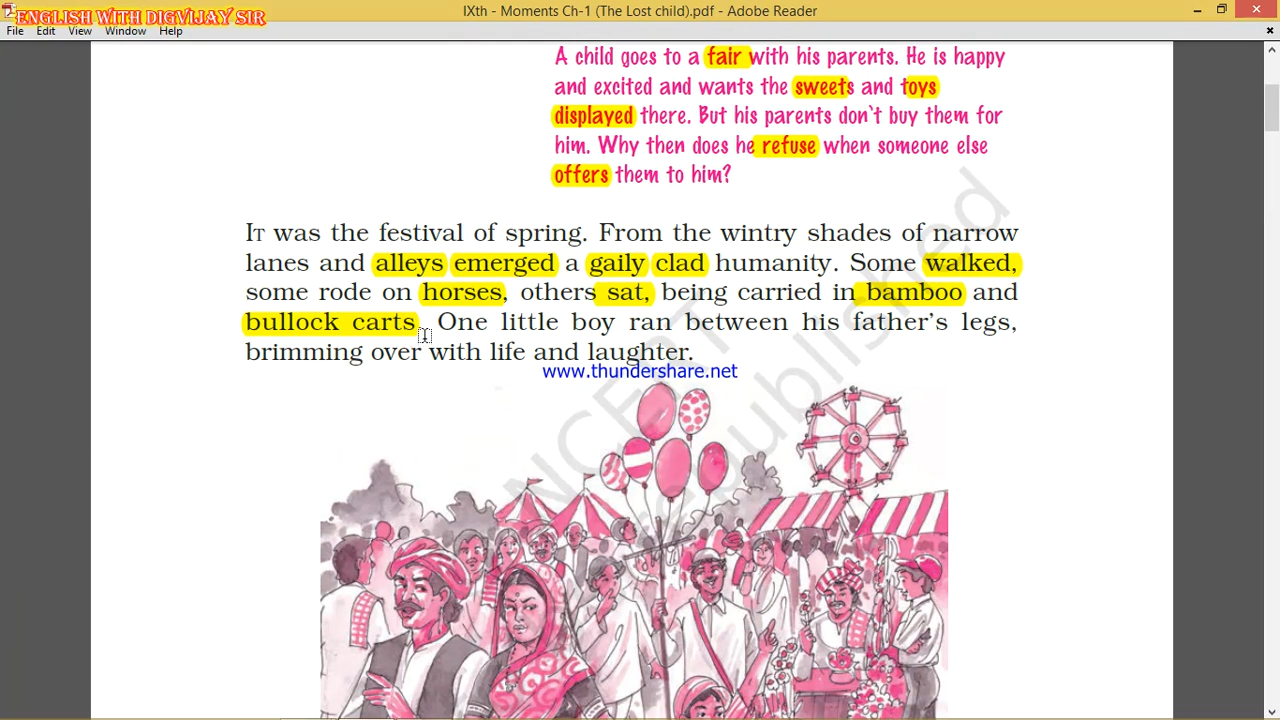 ENGLISH WITH DIGVIJAY SIR
IXth - Moments Ch-1 (The Lost child).pdf - Adobe Reader
File Edit View Window Help
A child goes to a fair with his parents. He is happy
and excited and wants the sweets and toys
displayed there. But his parents don't buy them for
him. Why then does he refuse when someone else
offers them to him?
IT was the festival of spring. From the wintry shades of narrow
lanes and alleys emerged a gaily clad humanity. Some walked,
some rode on horses, others sat, being carried in bamboo and
bullock carts. One little boy ran between his father's legs,
brimming over with life and laughter.
www.thundershare.net
NCERT
republished